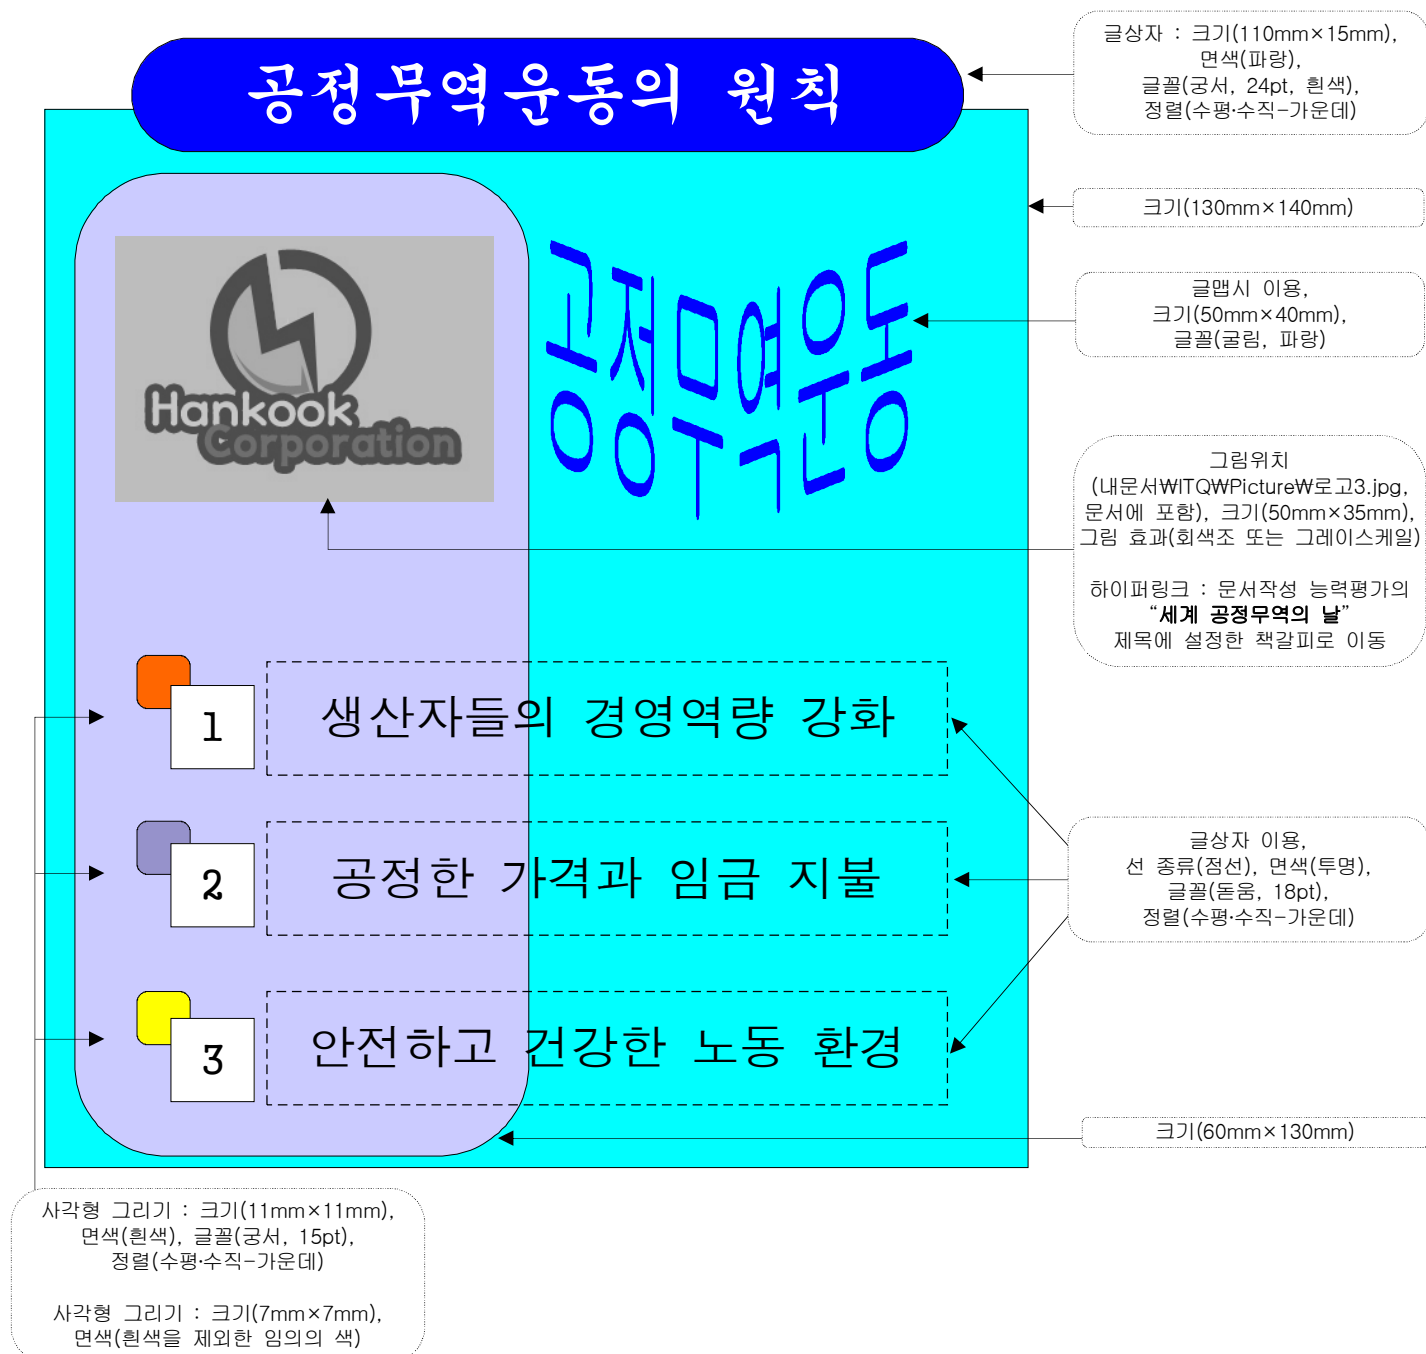 공정무역운동의 원칙
글상자 : 크기(110mm×15mm),
면색(파랑),
글꼴(궁서, 24pt, 흰색),
정렬(수평·수직-가운데)
크기(130mm×140mm)
Hankook
Corporation
공정무역운동
글맵시 이용,
크기(50mm×40mm),
글꼴(굴림, 파랑)
그림위치
(내문서₩ITQ₩Picture₩로고3.jpg,
문서에 포함), 크기(50mm×35mm),
그림 효과(회색조 또는 그레이스케일)
하이퍼링크 : 문서작성 능력평가의
“세계 공정무역의 날”
제목에 설정한 책갈피로 이동
1
생산자들의 경영역량 강화
2
공정한 가격과 임금 지불
3
안전하고 건강한 노동 환경
글상자 이용,
선 종류(점선), 면색(투명),
글꼴(돋움, 18pt),
정렬(수평·수직-가운데)
크기(60mm×130mm)
사각형 그리기 : 크기(11mm×11mm),
면색(흰색), 글꼴(궁서, 15pt),
정렬(수평·수직-가운데)
사각형 그리기 : 크기(7mm×7mm),
면색(흰색을 제외한 임의의 색)